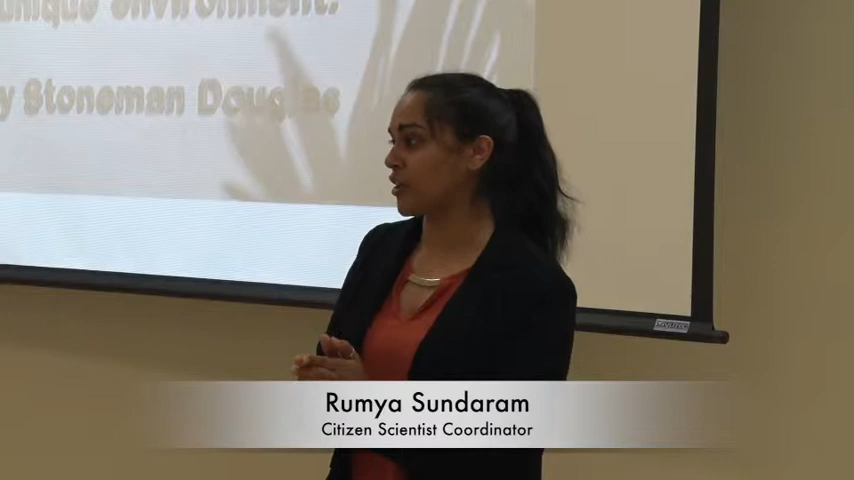 unique environment.
y Stoneman Douglas
Rumya Sundaram
Citizen Scientist Coordinator